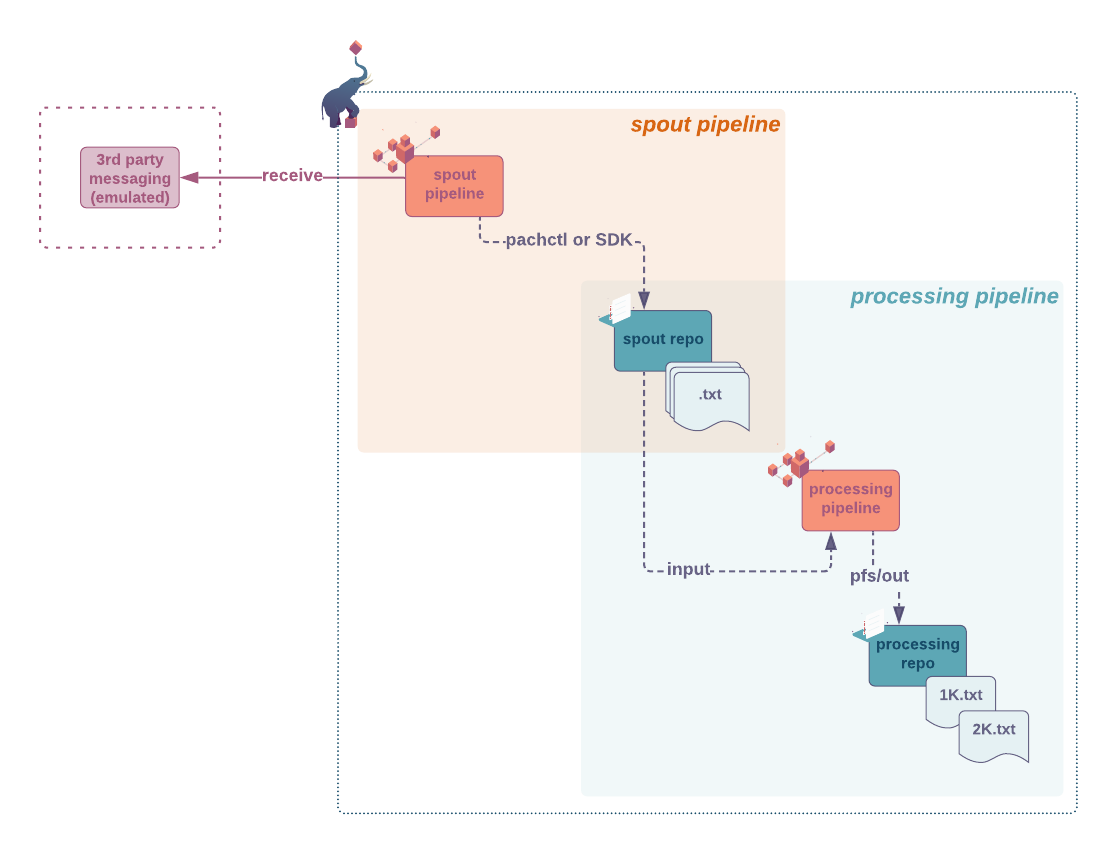 spout pipeline
3rd party
messaging
(emulated)
receive
spout
pipeline
pachctl or SDK
processing pipeline
spout repo
.txt
processing
pipeline
input
pfs/out
processing
repo
1K.txt
2K.txt